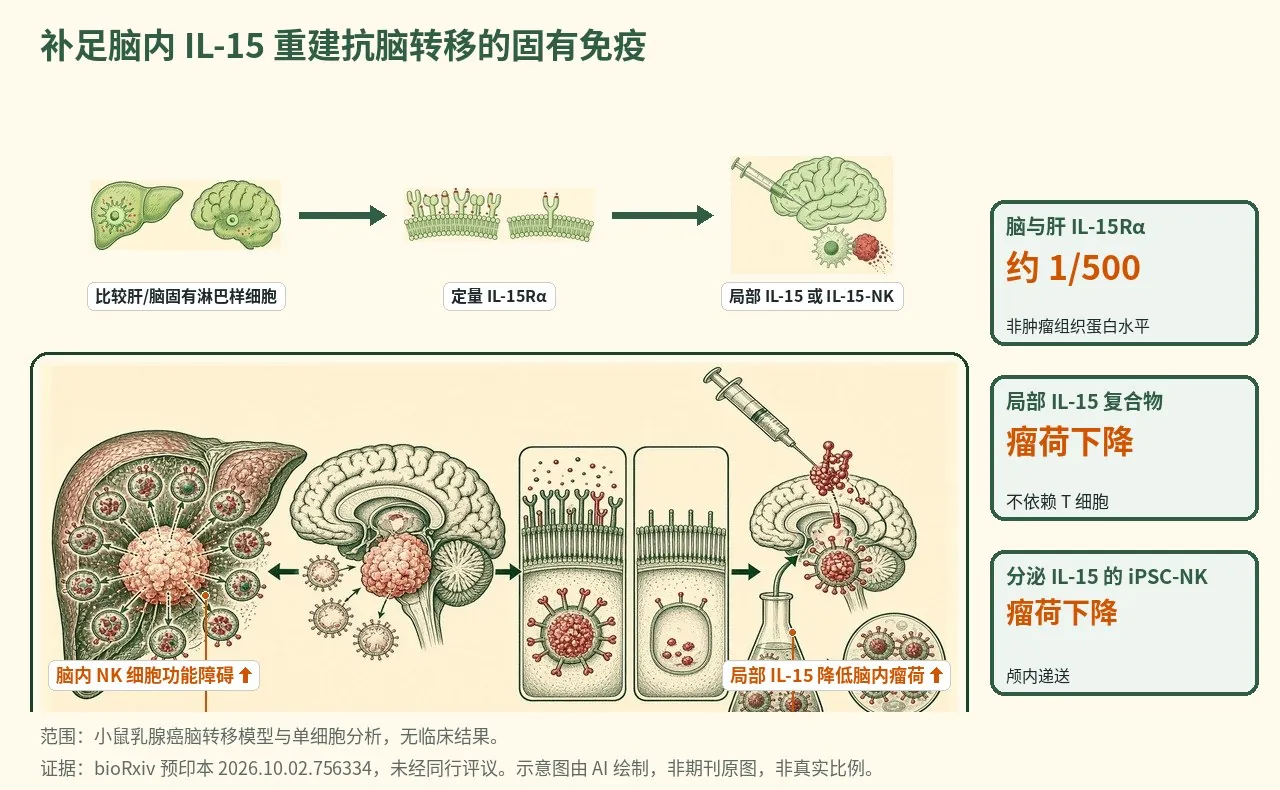 补足脑内 IL-15 重建抗脑转移的固有免疫
比较肝/脑固有淋巴样细胞
定量 IL-15Rα
局部 IL-15 或 IL-15-NK
脑与肝 IL-15Rα
约 1/500
非肿瘤组织蛋白水平
局部 IL-15 复合物
瘤荷下降
不依赖 T 细胞
分泌 IL-15 的 iPSC-NK
瘤荷下降
颅内递送
脑内 NK 细胞功能障碍↑
局部 IL-15 降低脑内瘤荷↑
范围：小鼠乳腺癌脑转移模型与单细胞分析，无临床结果。
证据：bioRxiv 预印本 2026.10.02.756334，未经同行评议。示意图由 AI 绘制，非期刊原图，非真实比例。